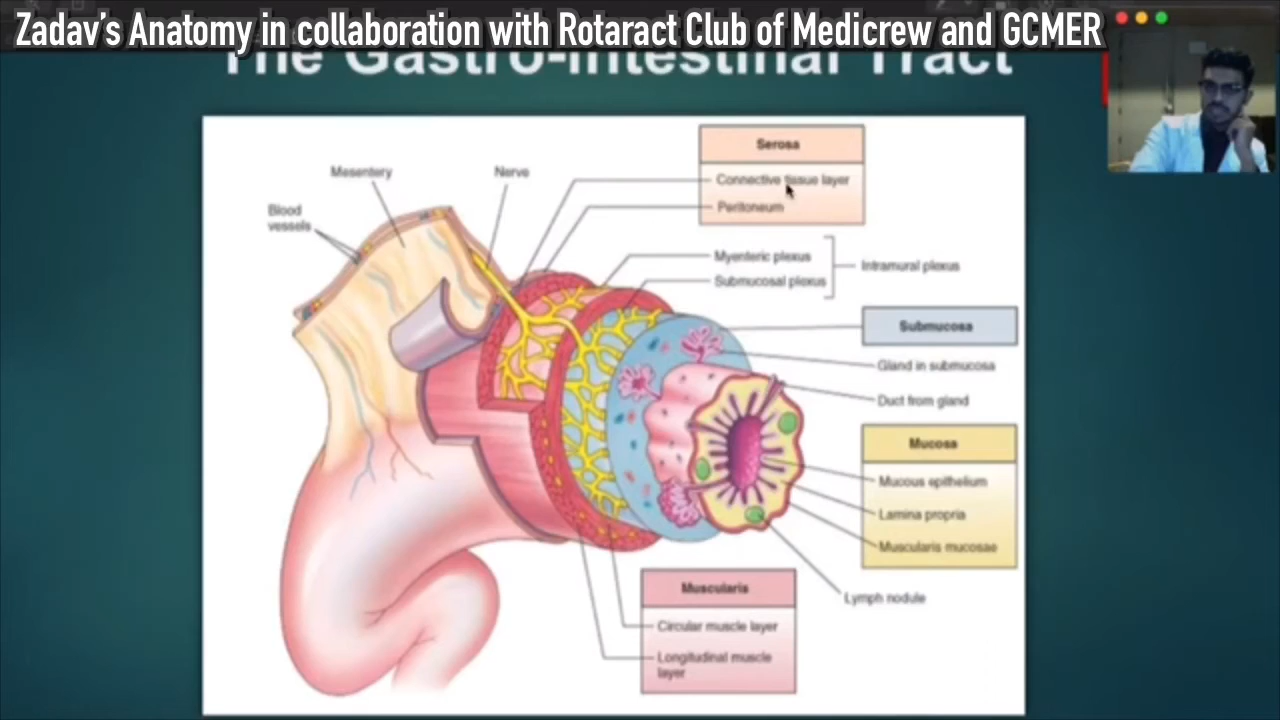 Zadav's Anatomy in collaboration with Rotaract Club of Medicrew and GCMER
The Gastro-Intestinal Tract
Serosa
Connective tissue layer
Peritoneum
Mesentery
Nerve
Blood
vessels
Myenteric plexus
Submucosal plexus
Intramural plexus
Submucosa
Gland in submucosa
Duct from gland
Mucosa
Mucous epithelium
Lamina propria
Muscularis mucosae
Lymph nodule
Muscularis
Circular muscle layer
Longitudinal muscle
layer